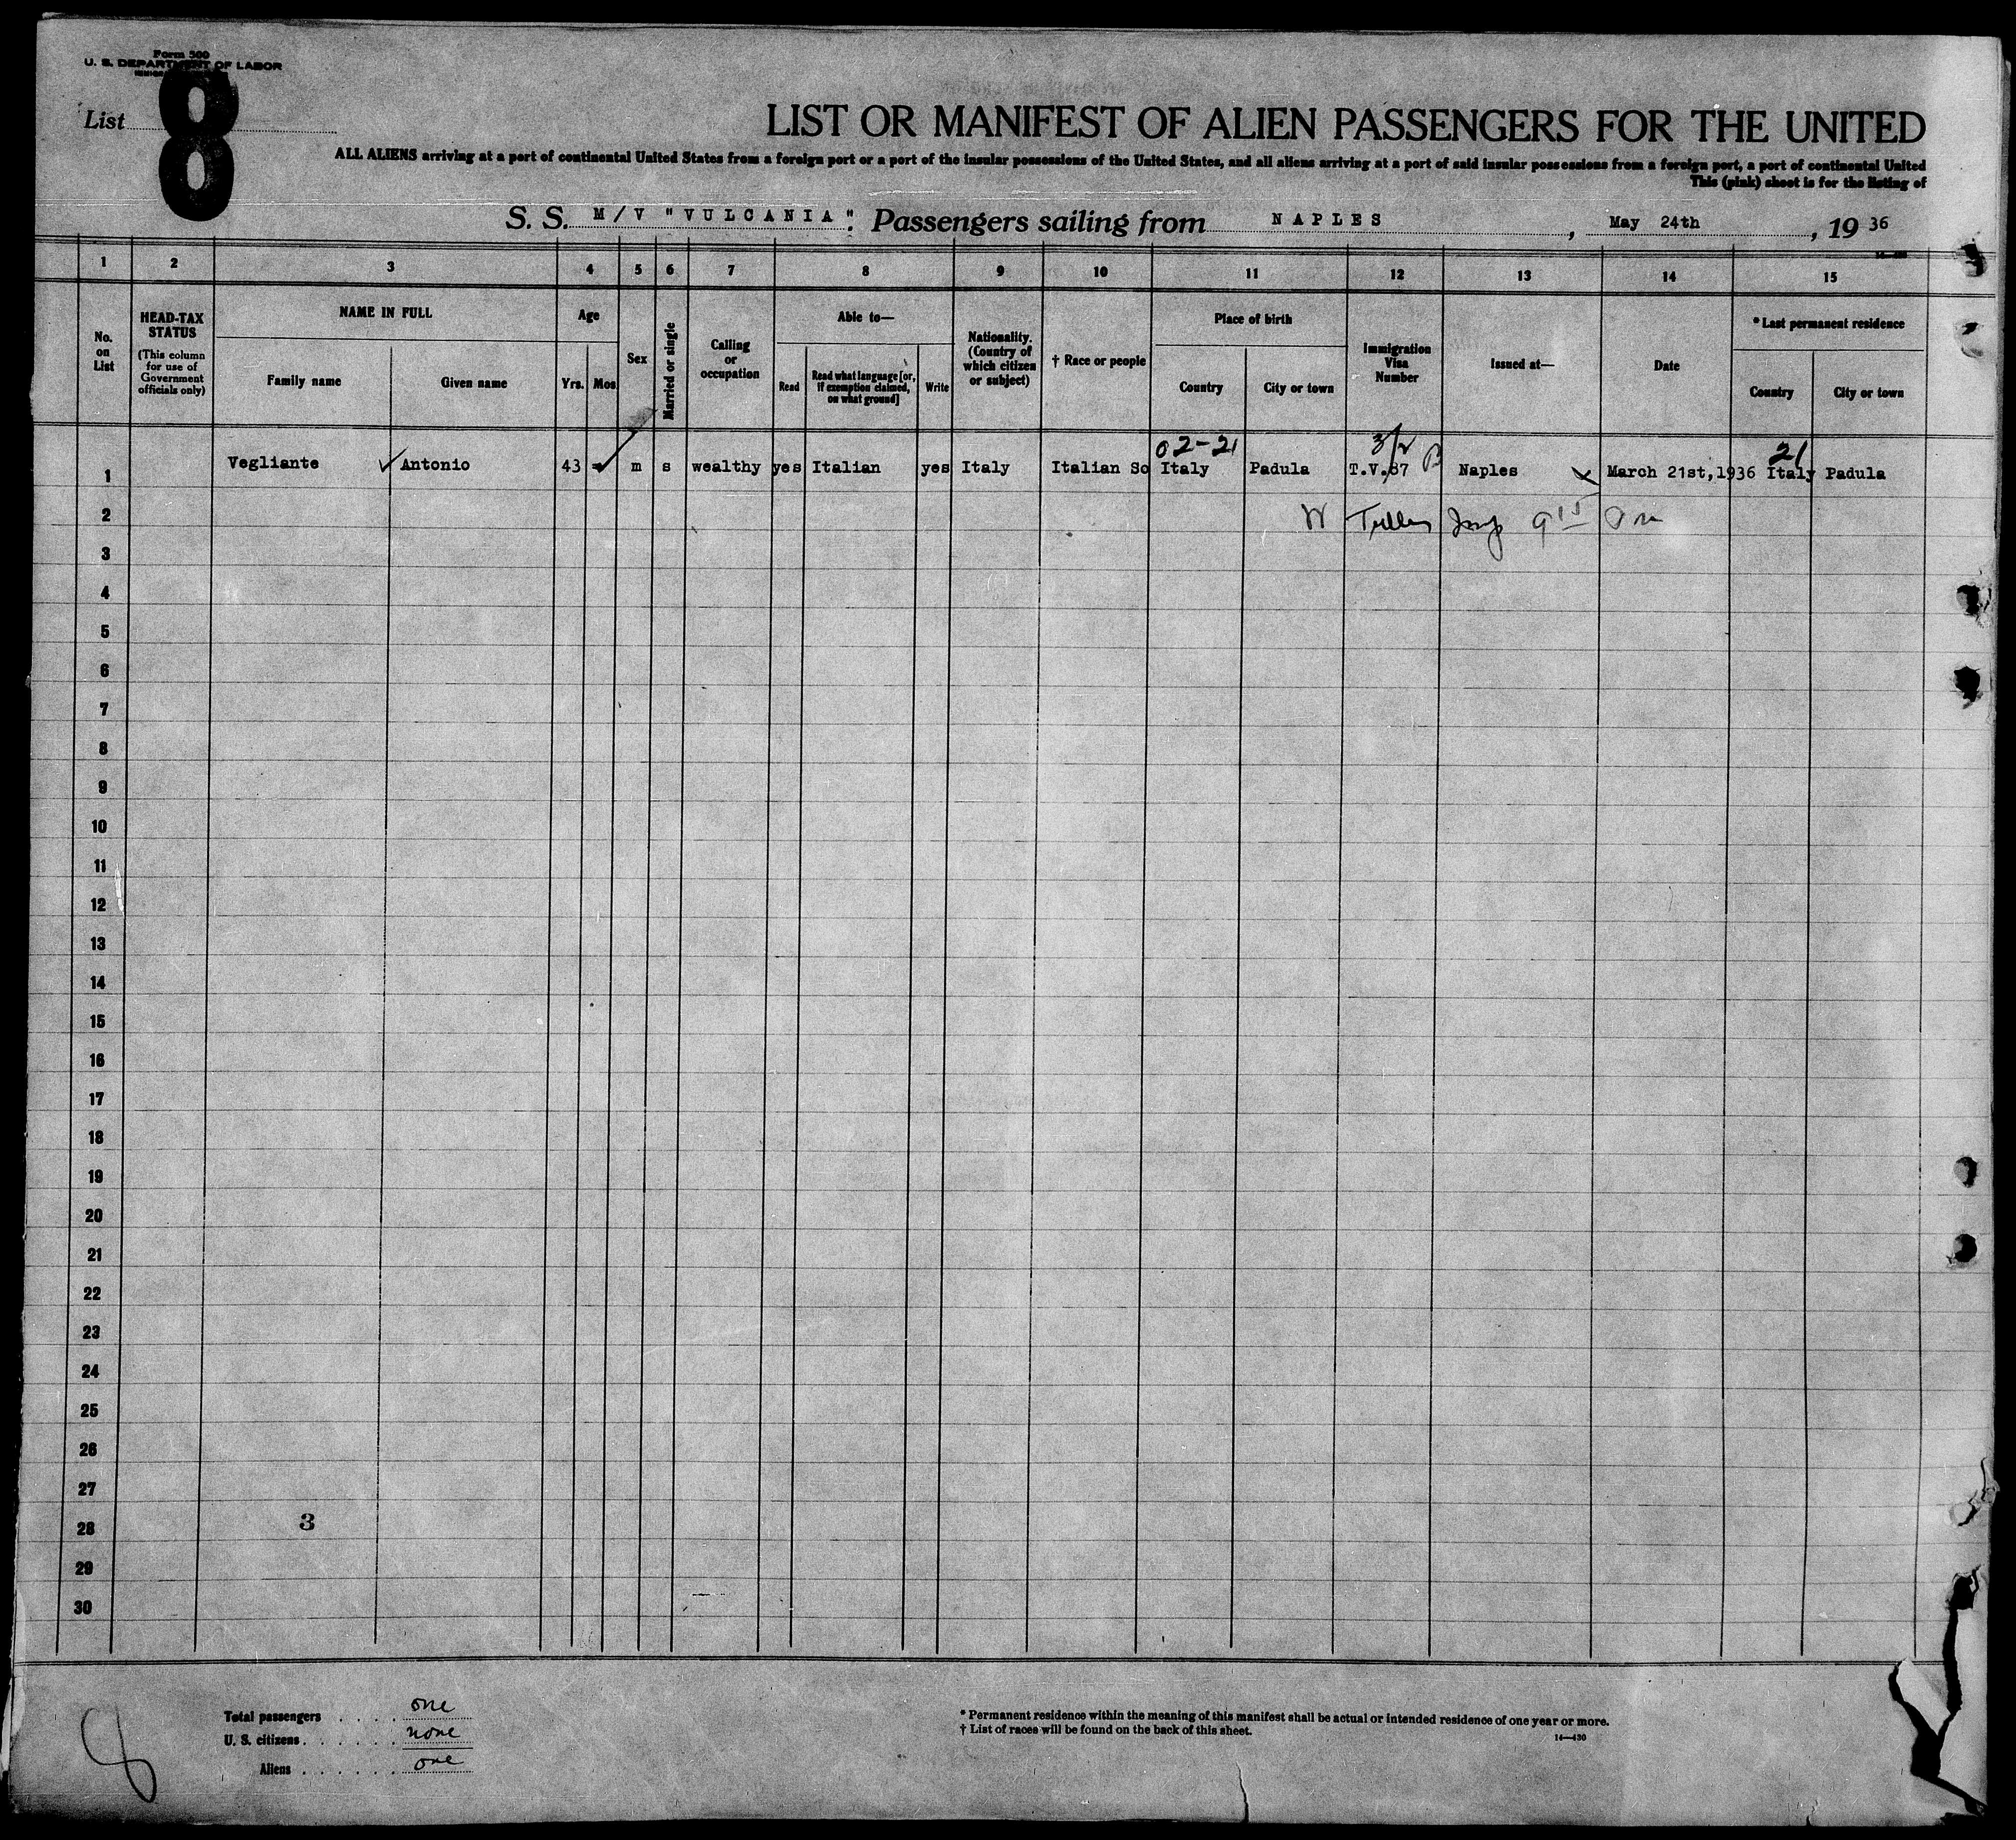 Form 500
U. S. DEPARTMENT OF LABOR
List 8
LIST OR MANIFEST OF ALIEN PASSENGERS FOR THE UNITED
ALL ALIENS arriving at a port of continental United States from a foreign port or a port of the insular possessions of the United States, and all aliens arriving at a port of said insular possessions from a foreign port, a port of continental United
This (pink) sheet is for the listing of
S. S. M/V "VULCANIA". Passengers sailing from NAPLES, May 24th, 1936
1 2 3 4 5 6 7 8 9 10 11 12 13 14 15
No. on List
HEAD-TAX STATUS
(This column for use of Government officials only)
NAME IN FULL
Family name Given name
Age
Yrs. Mos.
Sex
Married or single
Calling or occupation
Able to—
Read
Read what language [or, if exemption claimed, on what ground]
Write
Nationality. (Country of which citizen or subject)
† Race or people
Place of birth
Country City or town
Immigration Visa Number
Issued at—
Date
* Last permanent residence
Country City or town
02-21 3/2 21
1 Vegliante Antonio 43 m s wealthy yes Italian yes Italy Italian So Italy Padula T.V.87 Naples March 21st,1936 Italy Padula
2
3
4
5
6
7
8
9
10
11
12
13
14
15
16
17
18
19
20
21
22
23
24
25
26
27
28 3
29
30
8
Total passengers . . . . one
U. S. citizens . . . . . . none
Aliens . . . . . . one
* Permanent residence within the meaning of this manifest shall be actual or intended residence of one year or more.
† List of races will be found on the back of this sheet.
14—430